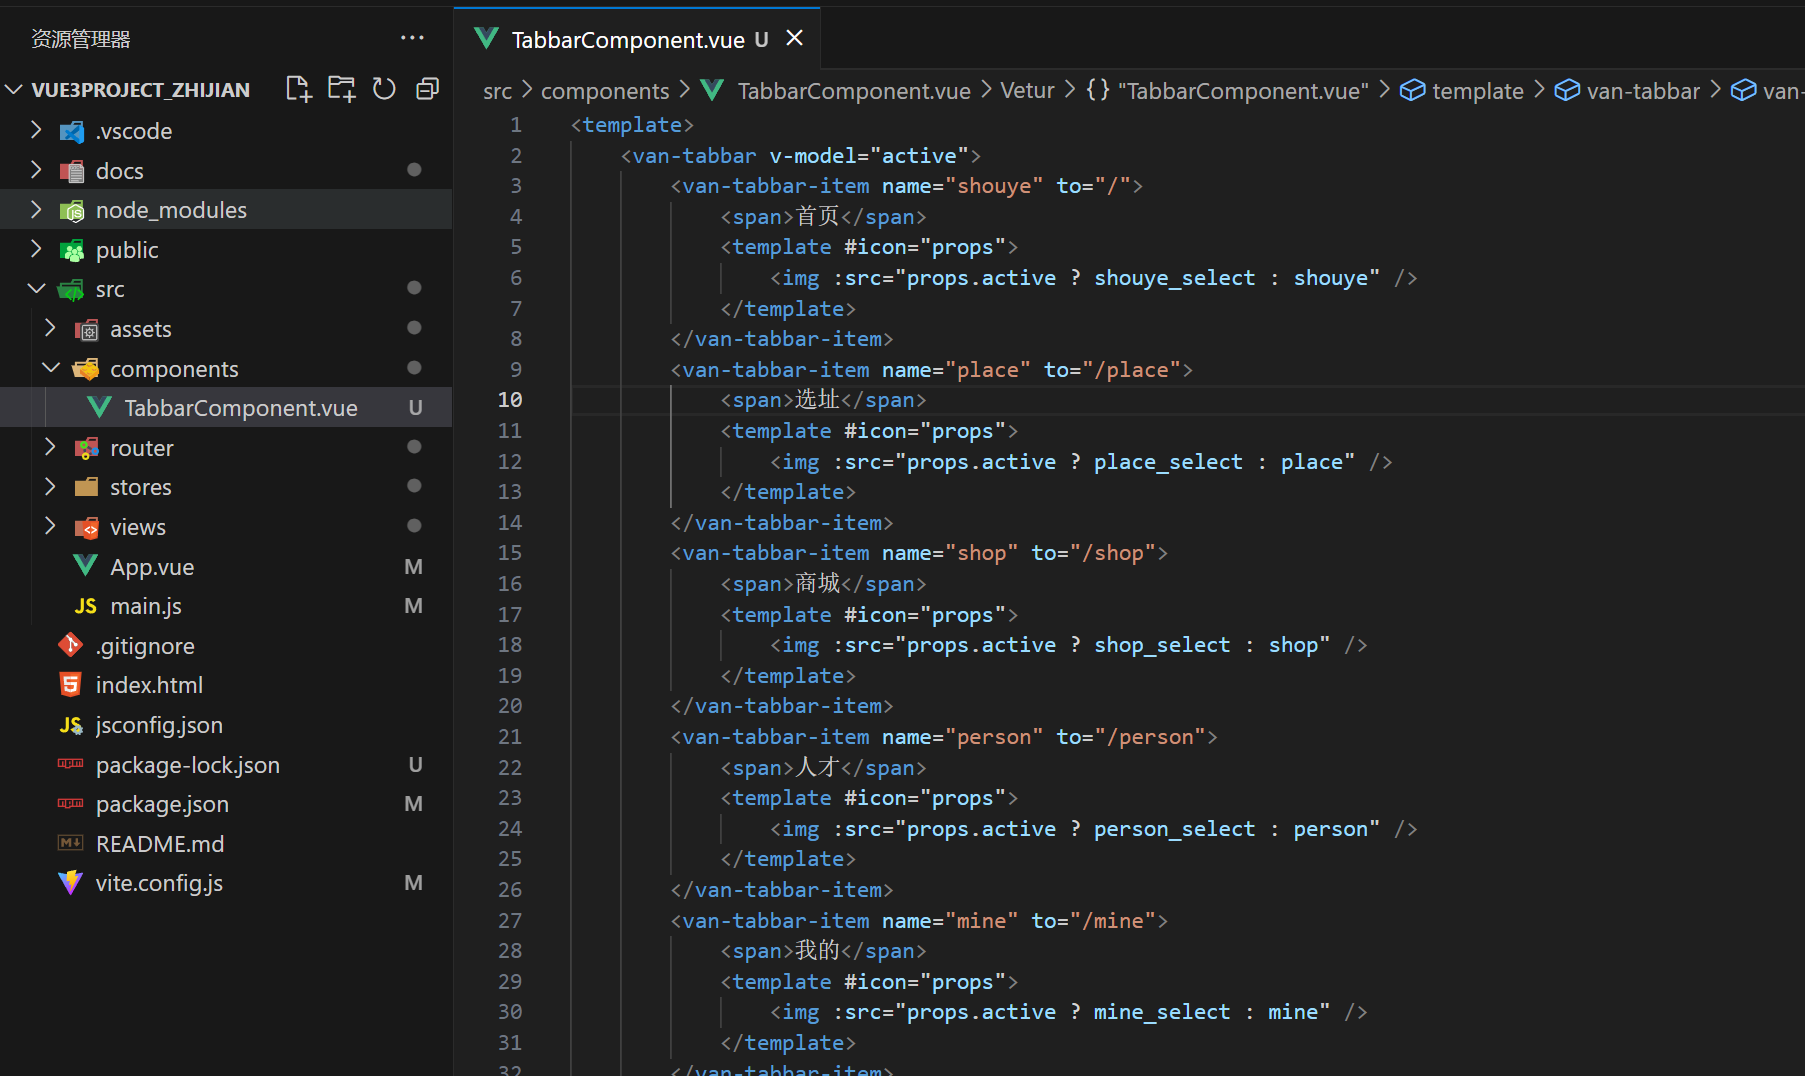 资源管理器 ···
VUE3PROJECT_ZHIJIAN
.vscode
docs
node_modules
public
src
assets
components
TabbarComponent.vue U
router
stores
views
App.vue M
main.js M
.gitignore
index.html
jsconfig.json
package-lock.json U
package.json M
README.md
vite.config.js M
TabbarComponent.vue U
src > components > TabbarComponent.vue > Vetur > {} "TabbarComponent.vue" > template > van-tabbar > van-
1 <template>
2 <van-tabbar v-model="active">
3 <van-tabbar-item name="shouye" to="/">
4 <span>首页</span>
5 <template #icon="props">
6 <img :src="props.active ? shouye_select : shouye" />
7 </template>
8 </van-tabbar-item>
9 <van-tabbar-item name="place" to="/place">
10 <span>选址</span>
11 <template #icon="props">
12 <img :src="props.active ? place_select : place" />
13 </template>
14 </van-tabbar-item>
15 <van-tabbar-item name="shop" to="/shop">
16 <span>商城</span>
17 <template #icon="props">
18 <img :src="props.active ? shop_select : shop" />
19 </template>
20 </van-tabbar-item>
21 <van-tabbar-item name="person" to="/person">
22 <span>人才</span>
23 <template #icon="props">
24 <img :src="props.active ? person_select : person" />
25 </template>
26 </van-tabbar-item>
27 <van-tabbar-item name="mine" to="/mine">
28 <span>我的</span>
29 <template #icon="props">
30 <img :src="props.active ? mine_select : mine" />
31 </template>
32 </van-tabbar-item>